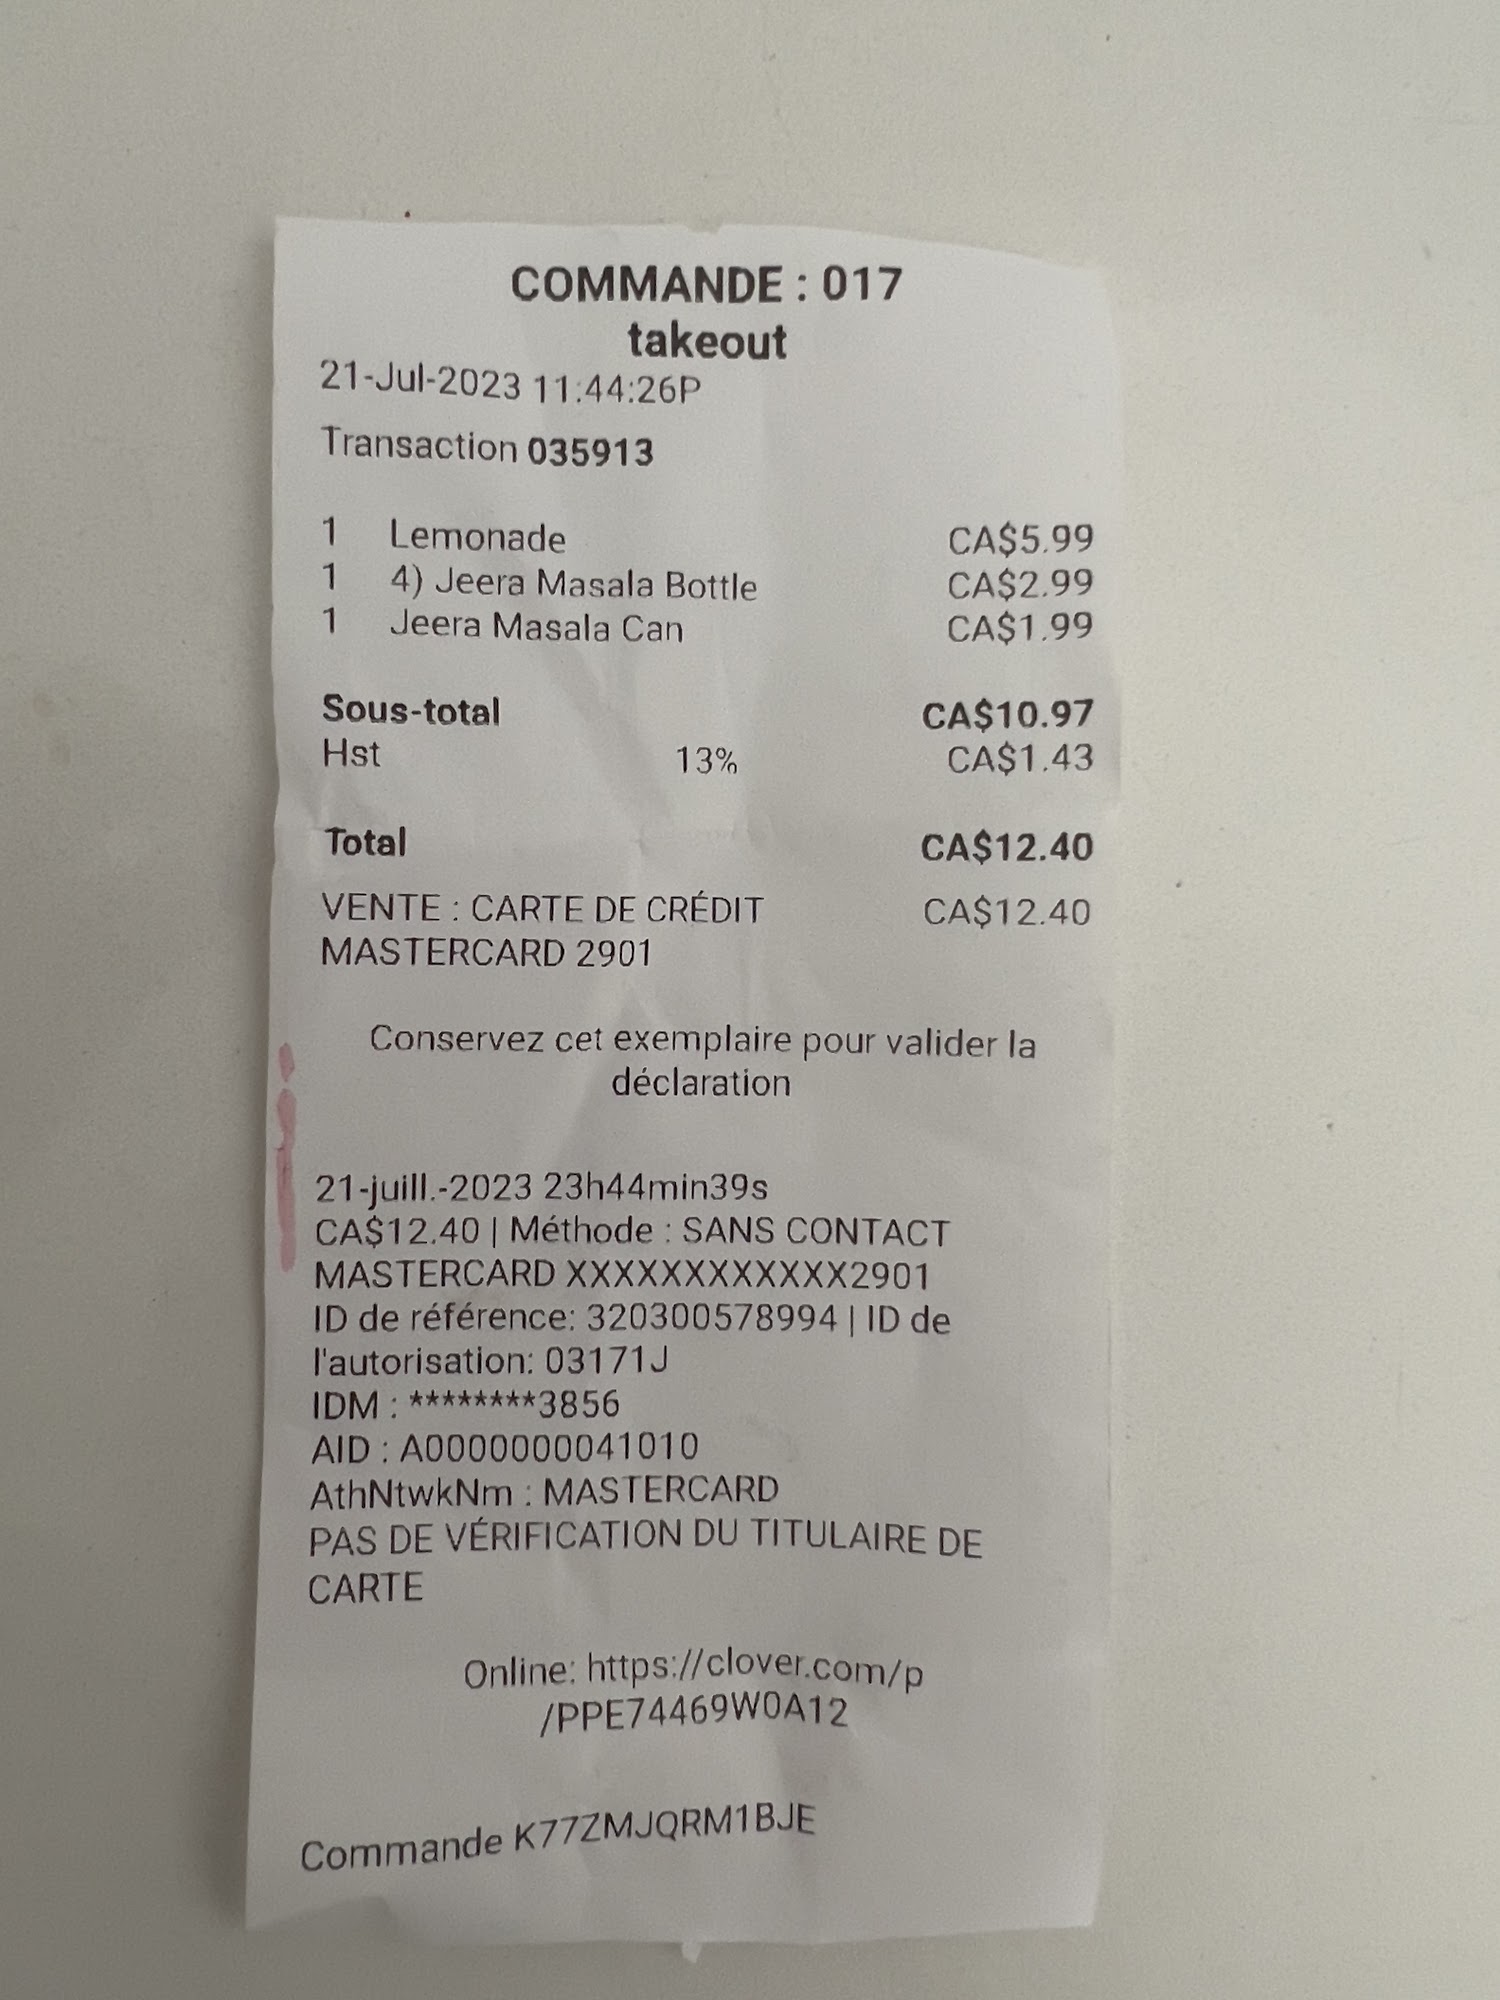 COMMANDE : 017
takeout
21-Jul-2023 11:44:26P
Transaction 035913
1 Lemonade CA$5.99
1 4) Jeera Masala Bottle CA$2.99
1 Jeera Masala Can CA$1.99
Sous-total CA$10.97
Hst 13% CA$1.43
Total CA$12.40
VENTE : CARTE DE CRÉDIT CA$12.40
MASTERCARD 2901
Conservez cet exemplaire pour valider la
déclaration
21-juill.-2023 23h44min39s
CA$12.40 | Méthode : SANS CONTACT
MASTERCARD XXXXXXXXXXXX2901
ID de référence: 320300578994 | ID de
l'autorisation: 03171J
IDM : ********3856
AID : A0000000041010
AthNtwkNm : MASTERCARD
PAS DE VÉRIFICATION DU TITULAIRE DE
CARTE
Online: https://clover.com/p
/PPE74469W0A12
Commande K77ZMJQRM1BJE